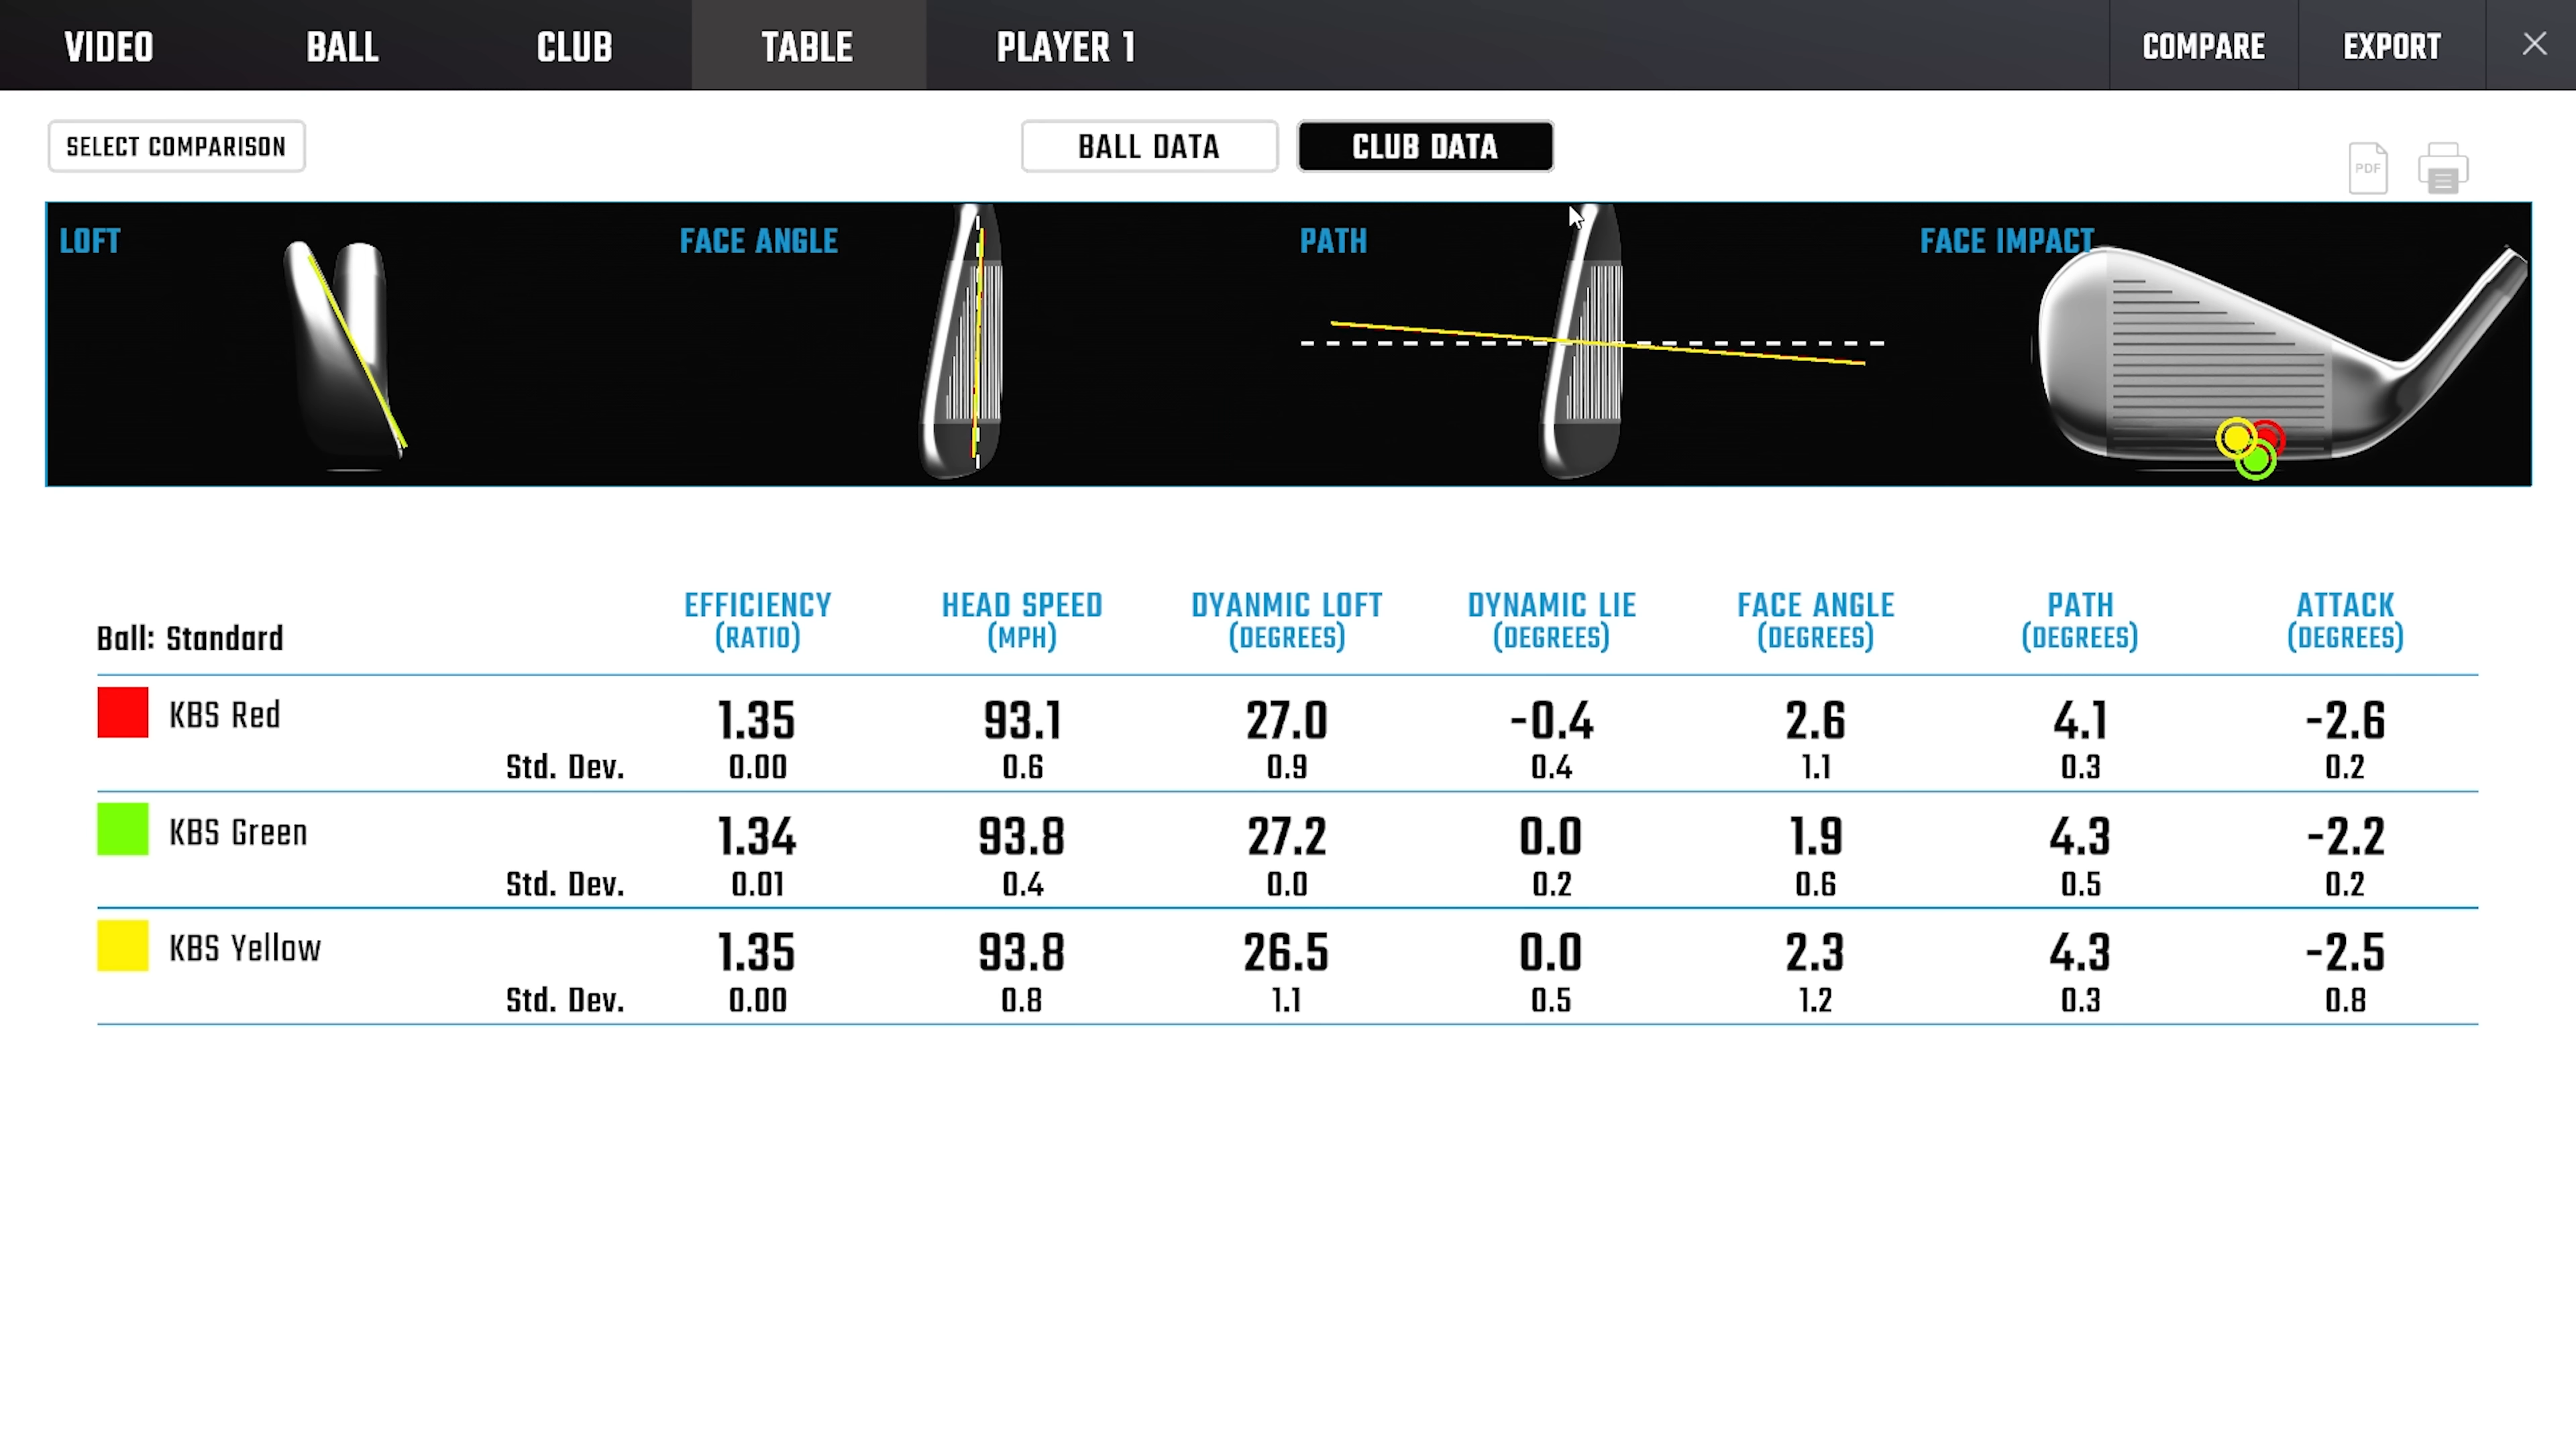 VIDEO BALL CLUB TABLE PLAYER 1 COMPARE EXPORT
SELECT COMPARISON BALL DATA CLUB DATA PDF
LOFT FACE ANGLE PATH FACE IMPACT
EFFICIENCY HEAD SPEED DYANMIC LOFT DYNAMIC LIE FACE ANGLE PATH ATTACK
Ball: Standard (RATIO) (MPH) (DEGREES) (DEGREES) (DEGREES) (DEGREES) (DEGREES)
KBS Red 1.35 93.1 27.0 -0.4 2.6 4.1 -2.6
Std. Dev. 0.00 0.6 0.9 0.4 1.1 0.3 0.2
KBS Green 1.34 93.8 27.2 0.0 1.9 4.3 -2.2
Std. Dev. 0.01 0.4 0.0 0.2 0.6 0.5 0.2
KBS Yellow 1.35 93.8 26.5 0.0 2.3 4.3 -2.5
Std. Dev. 0.00 0.8 1.1 0.5 1.2 0.3 0.8